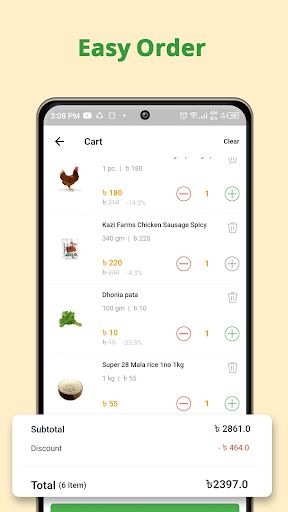 Easy Order
3:08 PM
Cart
Clear
1 pc. | ৳ 180
৳ 180
1
৳ 210 -14.3%
Kazi Farms Chicken Sausage Spicy
340 gm | ৳ 220
৳ 220
1
৳ 230 -4.3%
Dhonia pata
100 gm | ৳ 10
৳ 10
1
৳ 15 -33.3%
Super 28 Mala rice 1no 1kg
1 kg | ৳ 55
৳ 55
1
Subtotal ৳ 2861.0
Discount - ৳ 464.0
Total (6 item) ৳2397.0